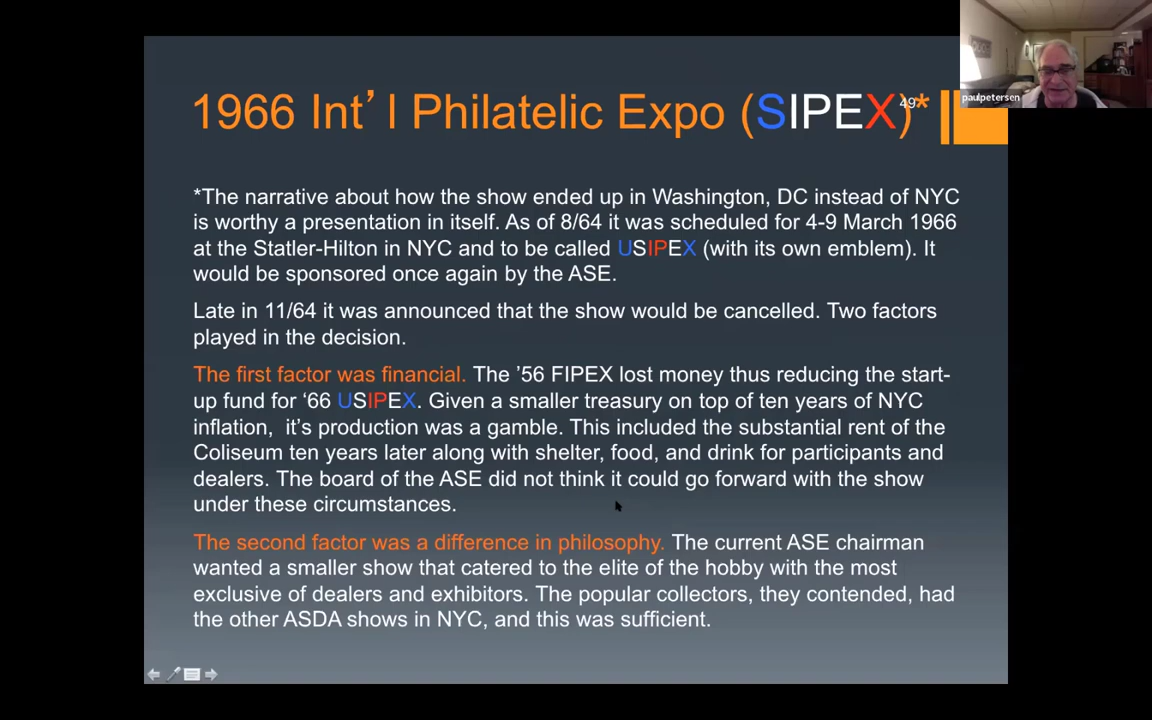 1966 Int’l Philatelic Expo (SIPEX)*
49
paulpetersen
*The narrative about how the show ended up in Washington, DC instead of NYC
is worthy a presentation in itself. As of 8/64 it was scheduled for 4-9 March 1966
at the Statler-Hilton in NYC and to be called USIPEX (with its own emblem). It
would be sponsored once again by the ASE.
Late in 11/64 it was announced that the show would be cancelled. Two factors
played in the decision.
The first factor was financial. The ’56 FIPEX lost money thus reducing the start-
up fund for ‘66 USIPEX. Given a smaller treasury on top of ten years of NYC
inflation, it’s production was a gamble. This included the substantial rent of the
Coliseum ten years later along with shelter, food, and drink for participants and
dealers. The board of the ASE did not think it could go forward with the show
under these circumstances.
The second factor was a difference in philosophy. The current ASE chairman
wanted a smaller show that catered to the elite of the hobby with the most
exclusive of dealers and exhibitors. The popular collectors, they contended, had
the other ASDA shows in NYC, and this was sufficient.